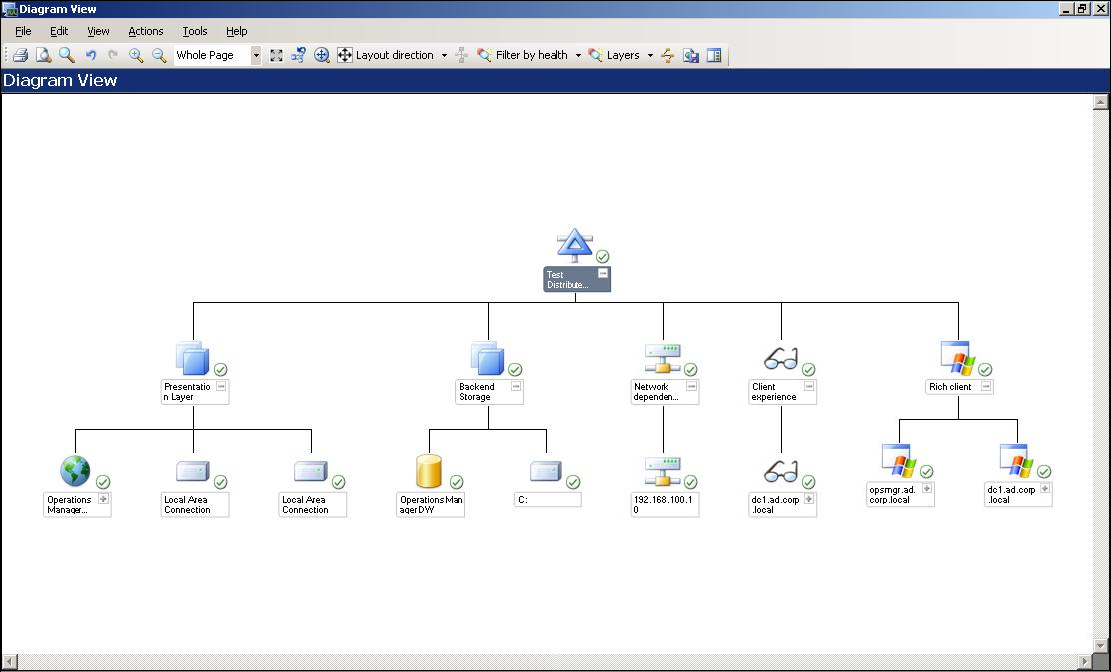 Diagram View
File Edit View Actions Tools Help
Whole Page Layout direction Filter by health Layers
Diagram View
Test
Distribute...
Presentatio
n Layer
Backend
Storage
Network
dependen...
Client
experience
Rich client
Operations
Manager...
Local Area
Connection
Local Area
Connection
OperationsMan
agerDW
C:
192.168.100.1
0
dc1.ad.corp
.local
opsmgr.ad.
corp.local
dc1.ad.corp
.local